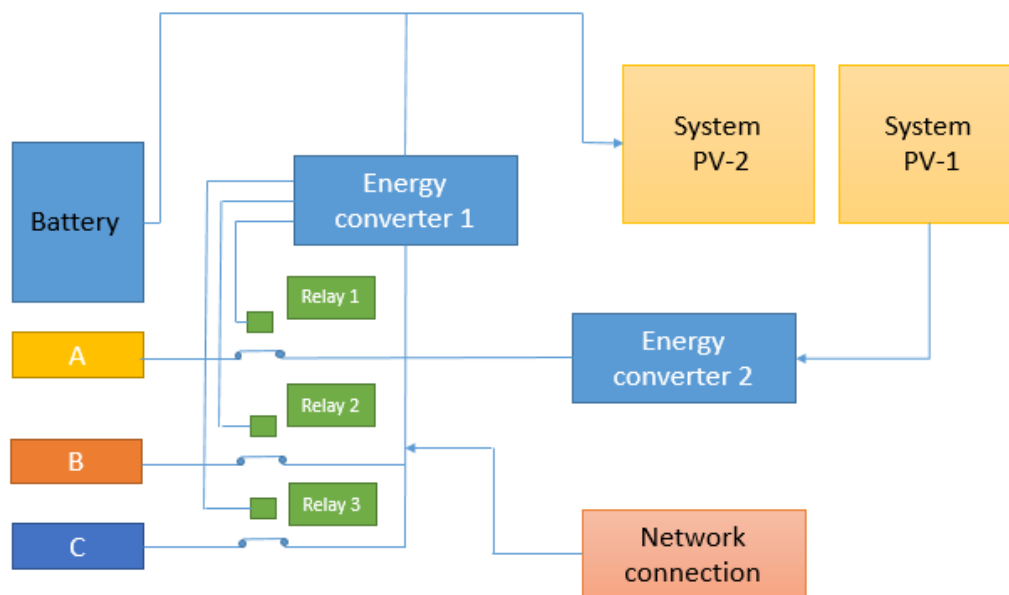 System
PV-2
System
PV-1
Battery
Energy
converter 1
Relay 1
A
Energy
converter 2
Relay 2
B
Relay 3
C
Network
connection